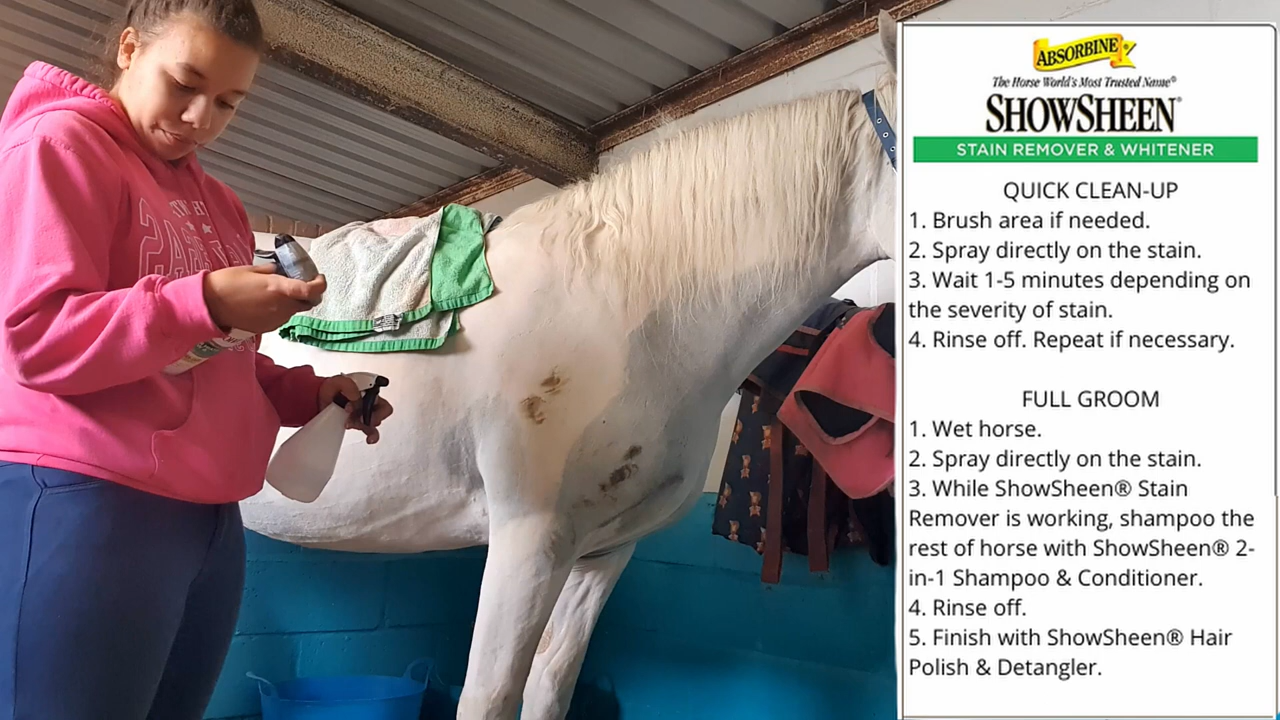 ABSORBINE
The Horse World's Most Trusted Name®
SHOWSHEEN®
STAIN REMOVER & WHITENER
QUICK CLEAN-UP
1. Brush area if needed.
2. Spray directly on the stain.
3. Wait 1-5 minutes depending on
the severity of stain.
4. Rinse off. Repeat if necessary.
FULL GROOM
1. Wet horse.
2. Spray directly on the stain.
3. While ShowSheen® Stain
Remover is working, shampoo the
rest of horse with ShowSheen® 2-
in-1 Shampoo & Conditioner.
4. Rinse off.
5. Finish with ShowSheen® Hair
Polish & Detangler.